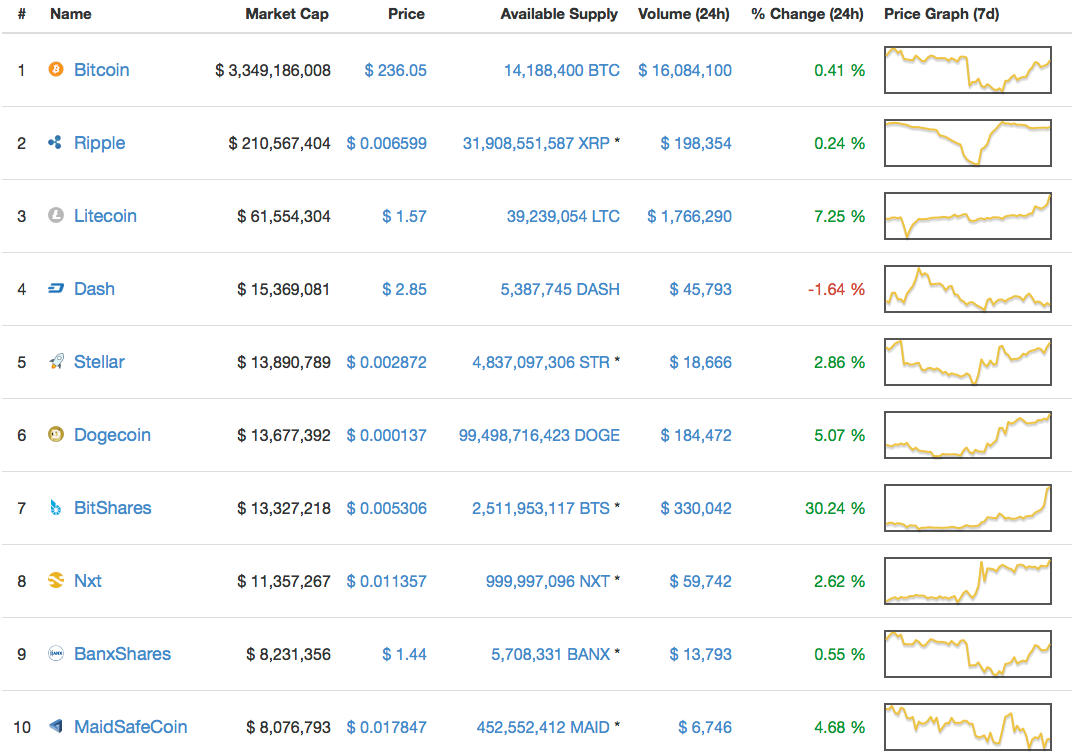 # Name Market Cap Price Available Supply Volume (24h) % Change (24h) Price Graph (7d)
1 Bitcoin $ 3,349,186,008 $ 236.05 14,188,400 BTC $ 16,084,100 0.41 %
2 Ripple $ 210,567,404 $ 0.006599 31,908,551,587 XRP * $ 198,354 0.24 %
3 Litecoin $ 61,554,304 $ 1.57 39,239,054 LTC $ 1,766,290 7.25 %
4 Dash $ 15,369,081 $ 2.85 5,387,745 DASH $ 45,793 -1.64 %
5 Stellar $ 13,890,789 $ 0.002872 4,837,097,306 STR * $ 18,666 2.86 %
6 Dogecoin $ 13,677,392 $ 0.000137 99,498,716,423 DOGE $ 184,472 5.07 %
7 BitShares $ 13,327,218 $ 0.005306 2,511,953,117 BTS * $ 330,042 30.24 %
8 Nxt $ 11,357,267 $ 0.011357 999,997,096 NXT * $ 59,742 2.62 %
9 BANX BanxShares $ 8,231,356 $ 1.44 5,708,331 BANX * $ 13,793 0.55 %
10 MaidSafeCoin $ 8,076,793 $ 0.017847 452,552,412 MAID * $ 6,746 4.68 %